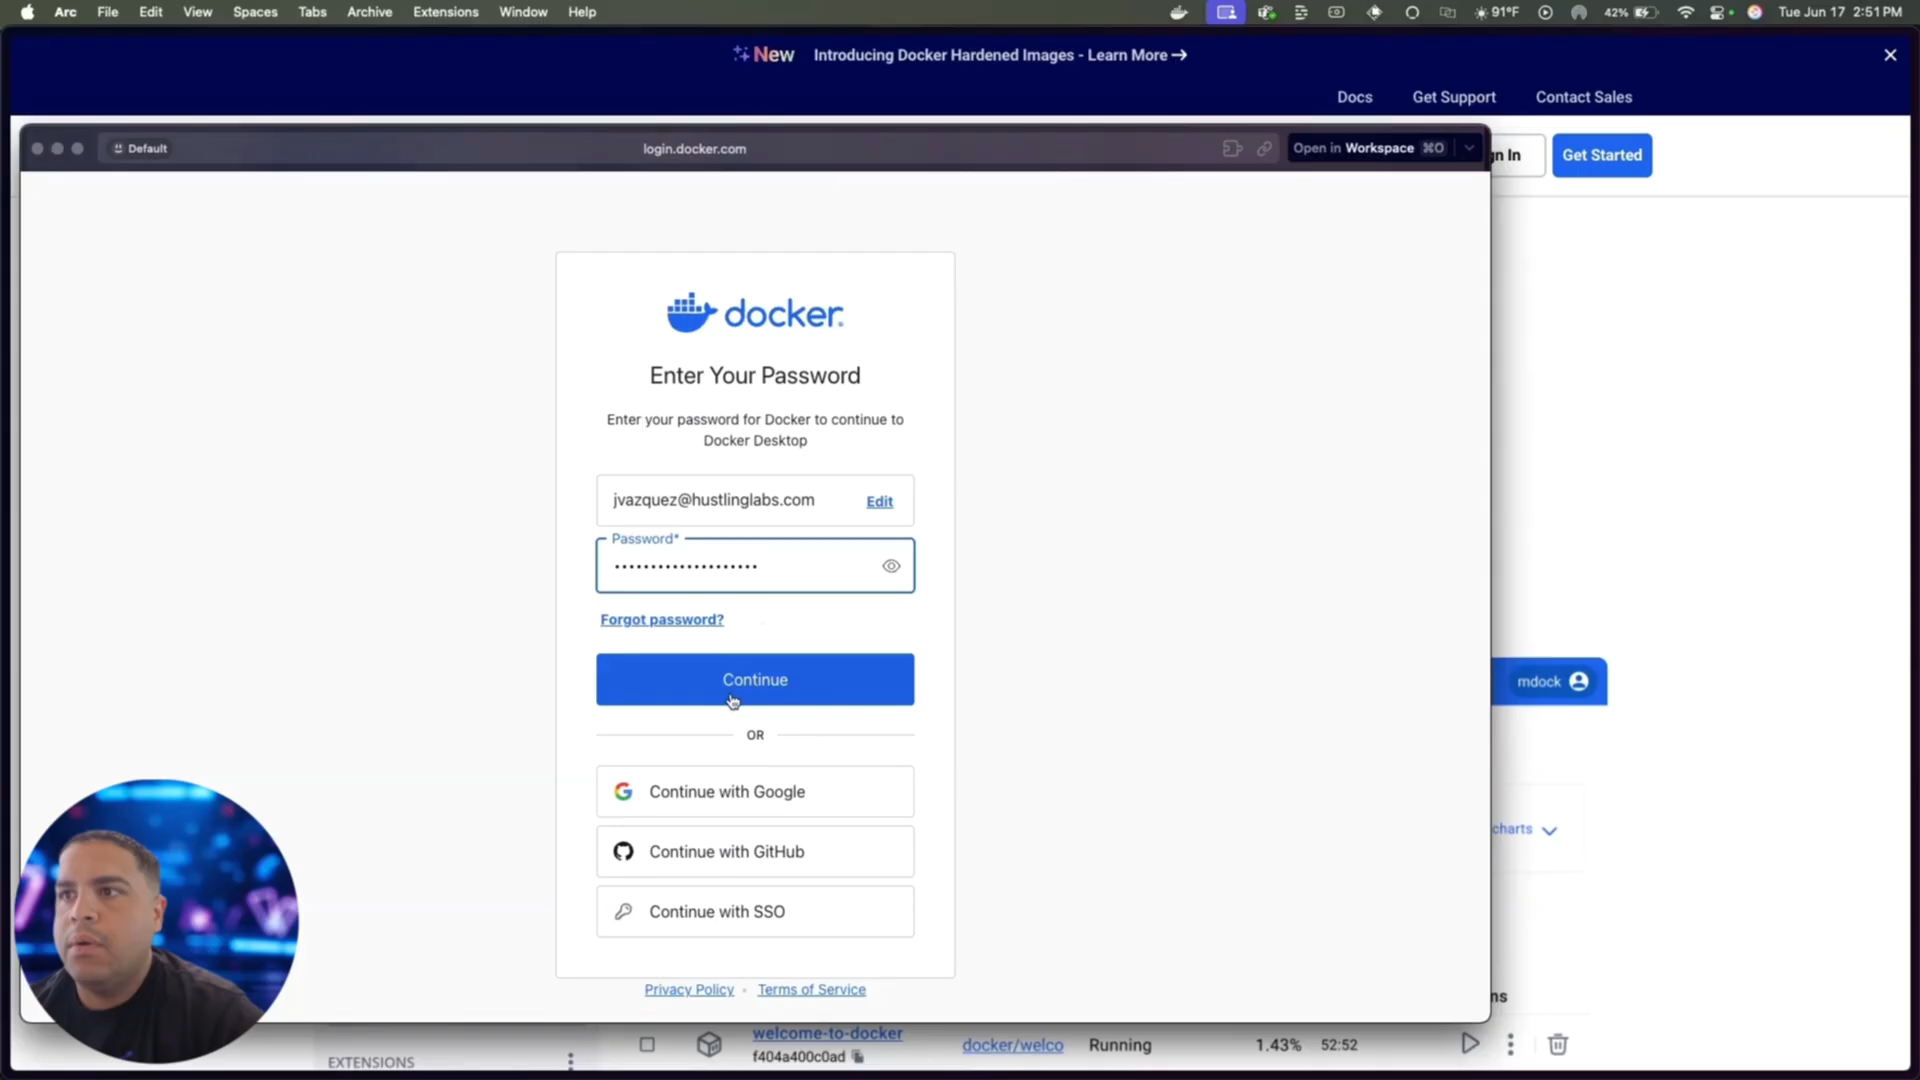 Arc File Edit View Spaces Tabs Archive Extensions Window Help
91°F 42% Tue Jun 17 2:51 PM
New Introducing Docker Hardened Images - Learn More →
Docs Get Support Contact Sales
Default login.docker.com Open in Workspace ⌘O
gn In Get Started
docker
Enter Your Password
Enter your password for Docker to continue to
Docker Desktop
jvazquez@hustlinglabs.com Edit
Password*
••••••••••••••••••••
Forgot password?
Continue
mdock
OR
Continue with Google
charts
Continue with GitHub
Continue with SSO
Privacy Policy • Terms of Service
ns
welcome-to-docker
f404a400c0ad docker/welco Running 1.43% 52:52
EXTENSIONS